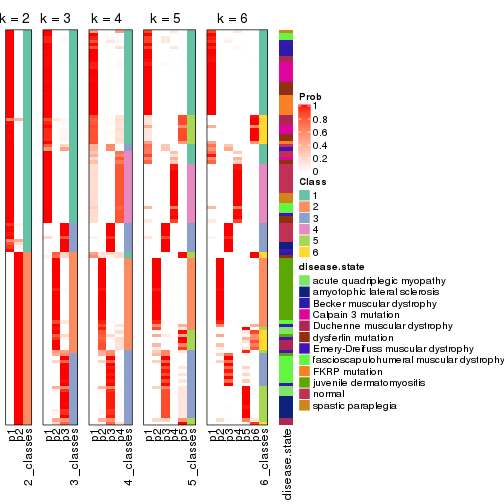 k = 2
k = 3
k = 4
k = 5
k = 6
Prob
1
0.8
0.6
0.4
0.2
0
Class
1
2
3
4
5
6
disease.state
acute quadriplegic myopathy
amyotophic lateral sclerosis
Becker muscular dystrophy
Calpain 3 mutation
Duchenne muscular dystrophy
dysferlin mutation
Emery-Dreifuss muscular dystrophy
fascioscapulohumeral muscular dystrophy
FKRP mutation
juvenile dermatomyositis
normal
spastic paraplegia
p1
p2
2_classes
p1
p2
p3
3_classes
p1
p2
p3
p4
4_classes
p1
p2
p3
p4
p5
5_classes
p1
p2
p3
p4
p5
p6
6_classes
disease.state